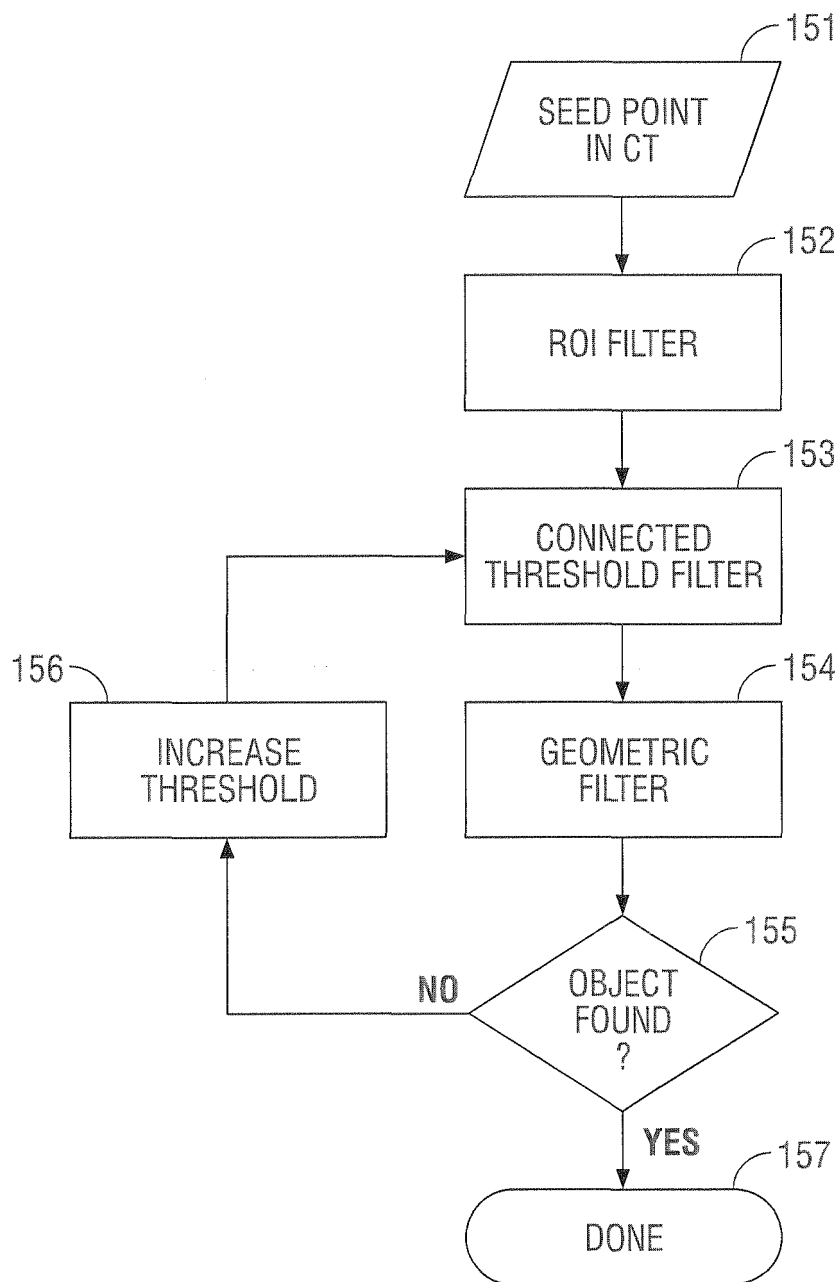 151
SEED POINT
IN CT
152
ROI FILTER
153
CONNECTED
THRESHOLD FILTER
156
INCREASE
THRESHOLD
154
GEOMETRIC
FILTER
155
NO
OBJECT
FOUND
?
YES
157
DONE